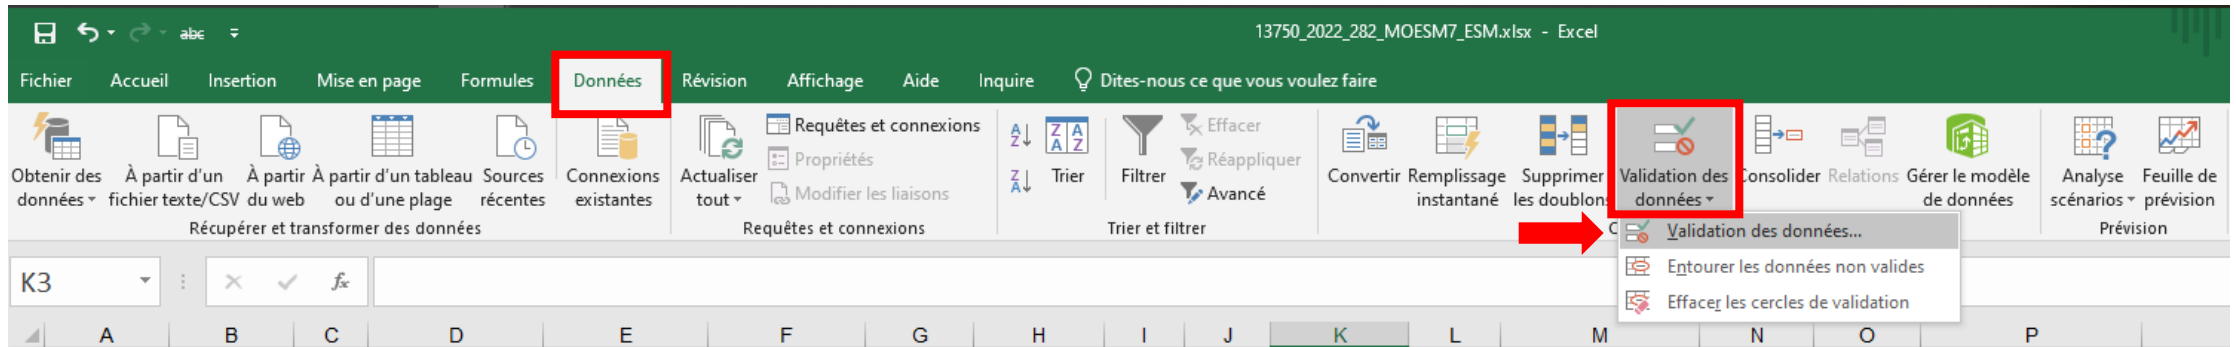 abc
13750_2022_282_MOESM7_ESM.xlsx - Excel
Fichier Accueil Insertion Mise en page Formules Données Révision Affichage Aide Inquire Dites-nous ce que vous voulez faire
Obtenir des données
À partir d'un fichier texte/CSV
À partir du web
À partir d'un tableau ou d'une plage
Sources récentes
Connexions existantes
Récupérer et transformer des données
Actualiser tout
Requêtes et connexions
Propriétés
Modifier les liaisons
Requêtes et connexions
Trier
Filtrer
Effacer
Réappliquer
Avancé
Trier et filtrer
Convertir
Remplissage instantané
Supprimer les doublons
Validation des données
Consolider
Relations
Gérer le modèle de données
Analyse scénarios
Feuille de prévision
Prévision
Validation des données...
Entourer les données non valides
Effacer les cercles de validation
K3
fx
A B C D E F G H I J K L M N O P